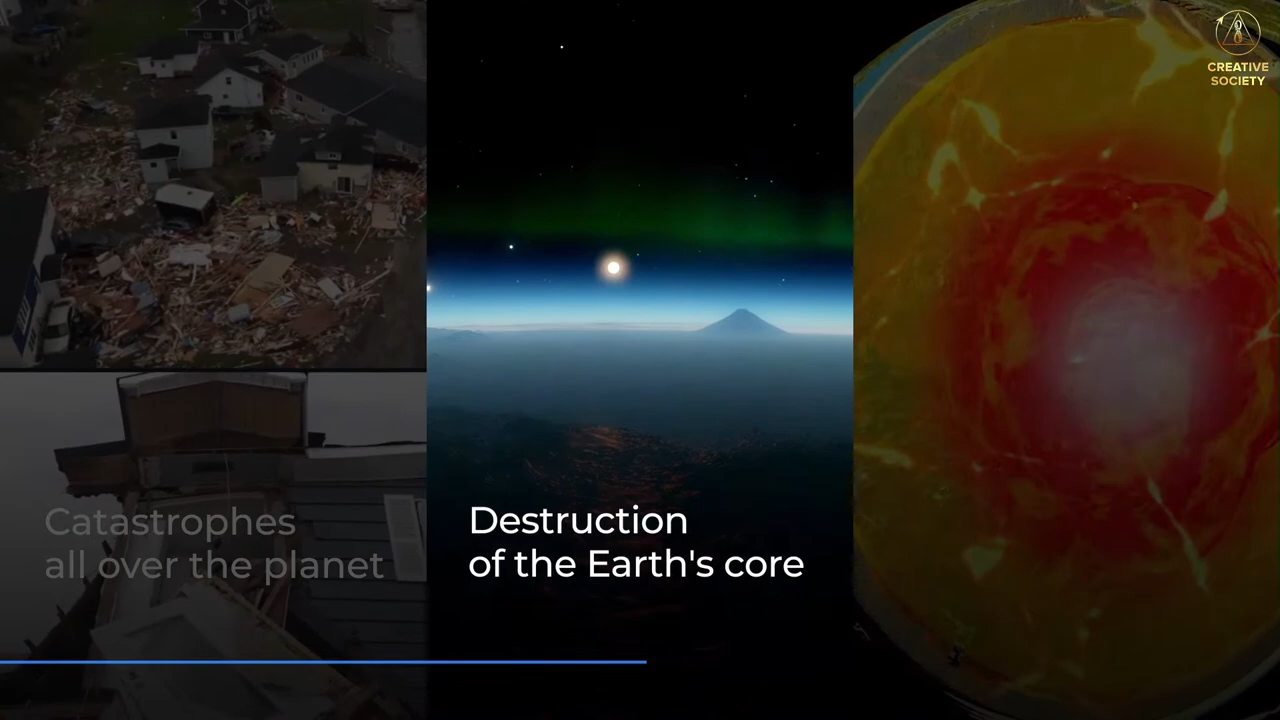 CREATIVE
SOCIETY
Catastrophes
all over the planet
Destruction
of the Earth's core